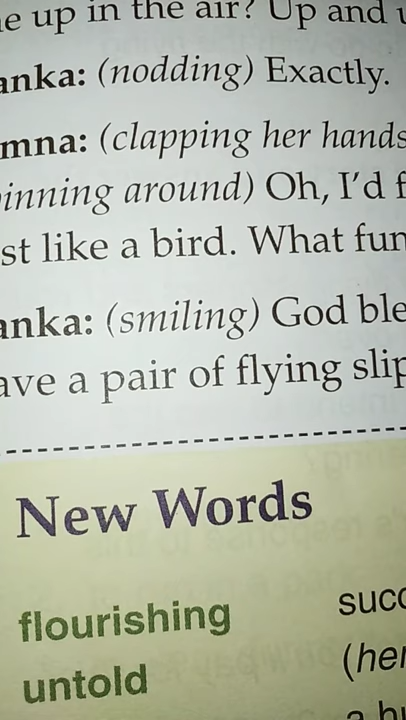 e up in the air? Up and u
anka: (nodding) Exactly.
mna: (clapping her hands
inning around) Oh, I'd f
st like a bird. What fun
anka: (smiling) God ble
ave a pair of flying slip
New Words
flourishing succ
untold (her
a bu